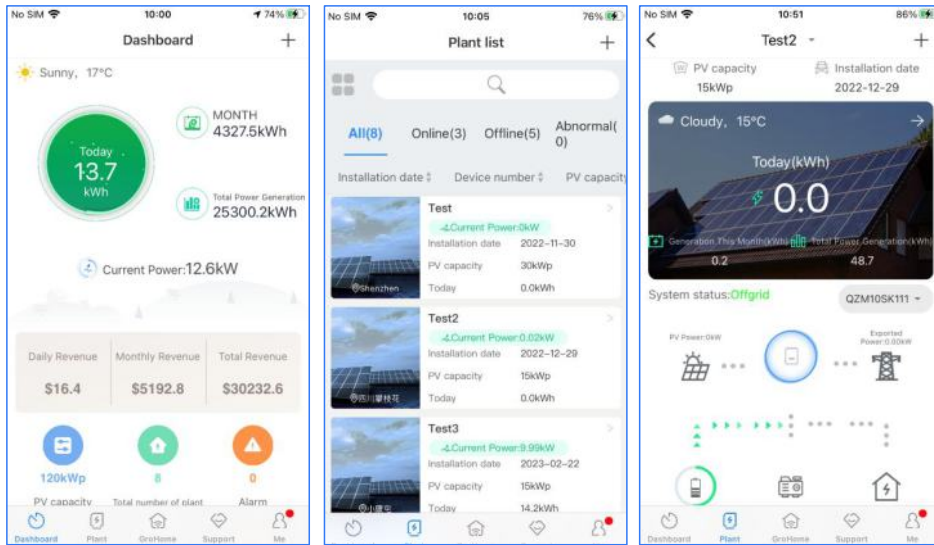 No SIM 10:00 74%
Dashboard
Sunny, 17°C
Today
13.7
kWh
MONTH
4327.5kWh
Total Power Generation
25300.2kWh
Current Power:12.6kW
Daily Revenue Monthly Revenue Total Revenue
$16.4 $5192.8 $30232.6
120kWp 8 0
PV capacity Total number of plant Alarm
Dashboard Plant GroHome Support Me
No SIM 10:05 76%
Plant list
All(8) Online(3) Offline(5) Abnormal(
0)
Installation date Device number PV capacity
Test
Current Power:0kW
Installation date 2022-11-30
PV capacity 30kWp
Today 0.0kWh
Shenzhen
Test2
Current Power:0.02kW
Installation date 2022-12-29
PV capacity 15kWp
Today 0.0kWh
四川攀枝花
Test3
Current Power:9.99kW
Installation date 2023-02-22
PV capacity 15kWp
Today 14.2kWh
No SIM 10:51 86%
Test2
PV capacity Installation date
15kWp 2022-12-29
Cloudy, 15°C
Today(kWh)
0.0
Generation This Month(kWh) Total Power Generation(kWh)
0.2 48.7
System status:Offgrid QZM10SK111
PV Power:0kW
Exported
Power:0.00kW
Dashboard Plant GroHome Support Me